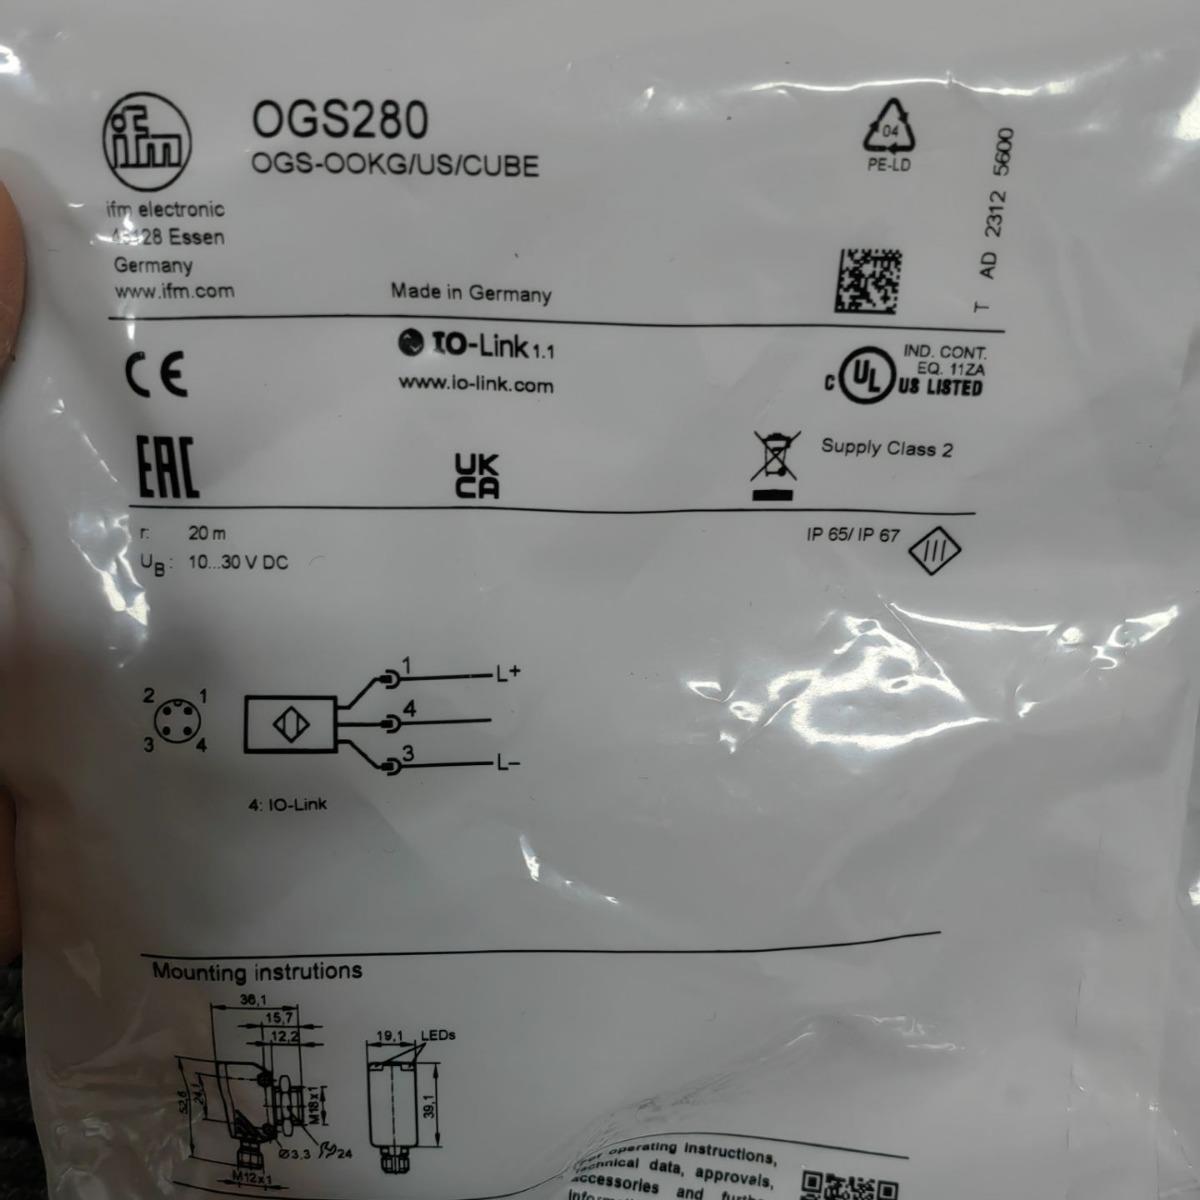 ifm
OGS280
OGS-OOKG/US/CUBE
04
PE-LD
T AD 2312 5600
ifm electronic
45128 Essen
Germany
www.ifm.com
Made in Germany
CE
IO-Link 1.1
www.io-link.com
C UL US LISTED
IND. CONT.
EQ. 11ZA
EAC
UK
CA
Supply Class 2
r: 20 m
UB: 10...30 V DC
IP 65/ IP 67
2 1
3 4
1 L+
4
3 L–
4: IO-Link
Mounting instrutions
36,1
15,7
12,2
52,6
24,1
M18x1
Ø3,3
24
M12x1
19,1 LEDs
39,1
operating instructions,
technical data, approvals,
accessories and